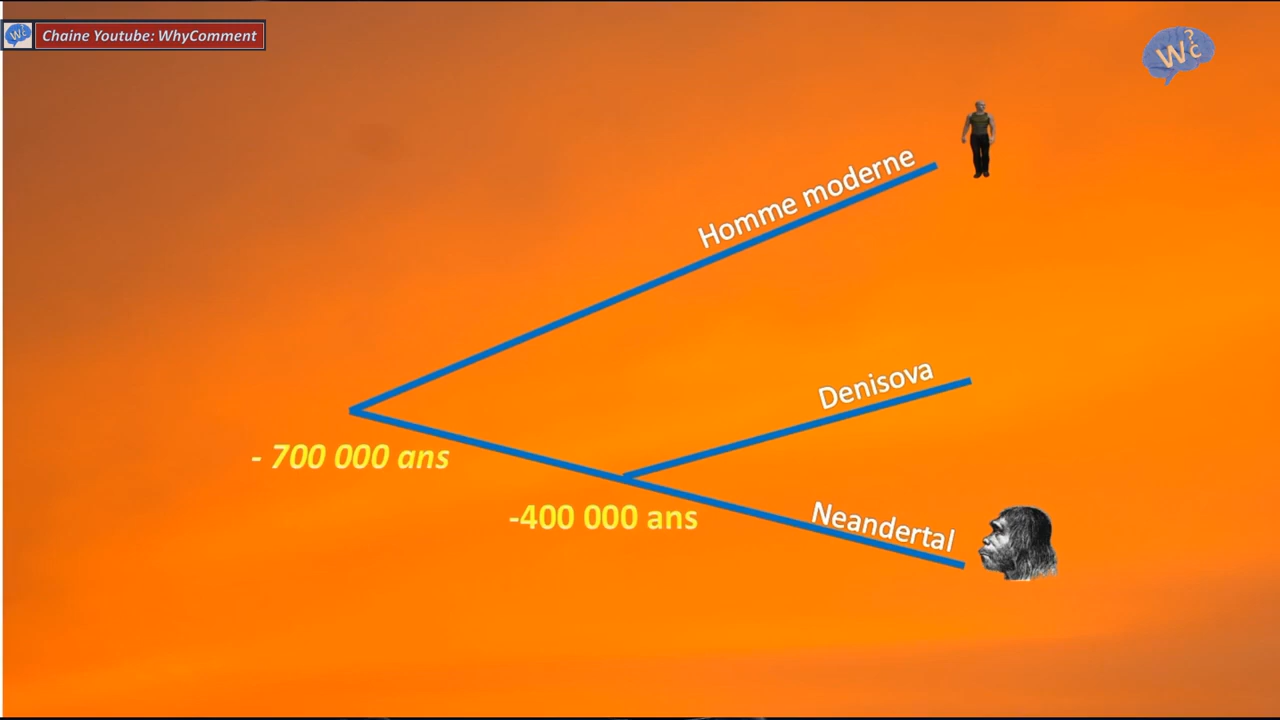 Chaine Youtube: WhyComment
W?c
Homme moderne
Denisova
- 700 000 ans
-400 000 ans
Neandertal